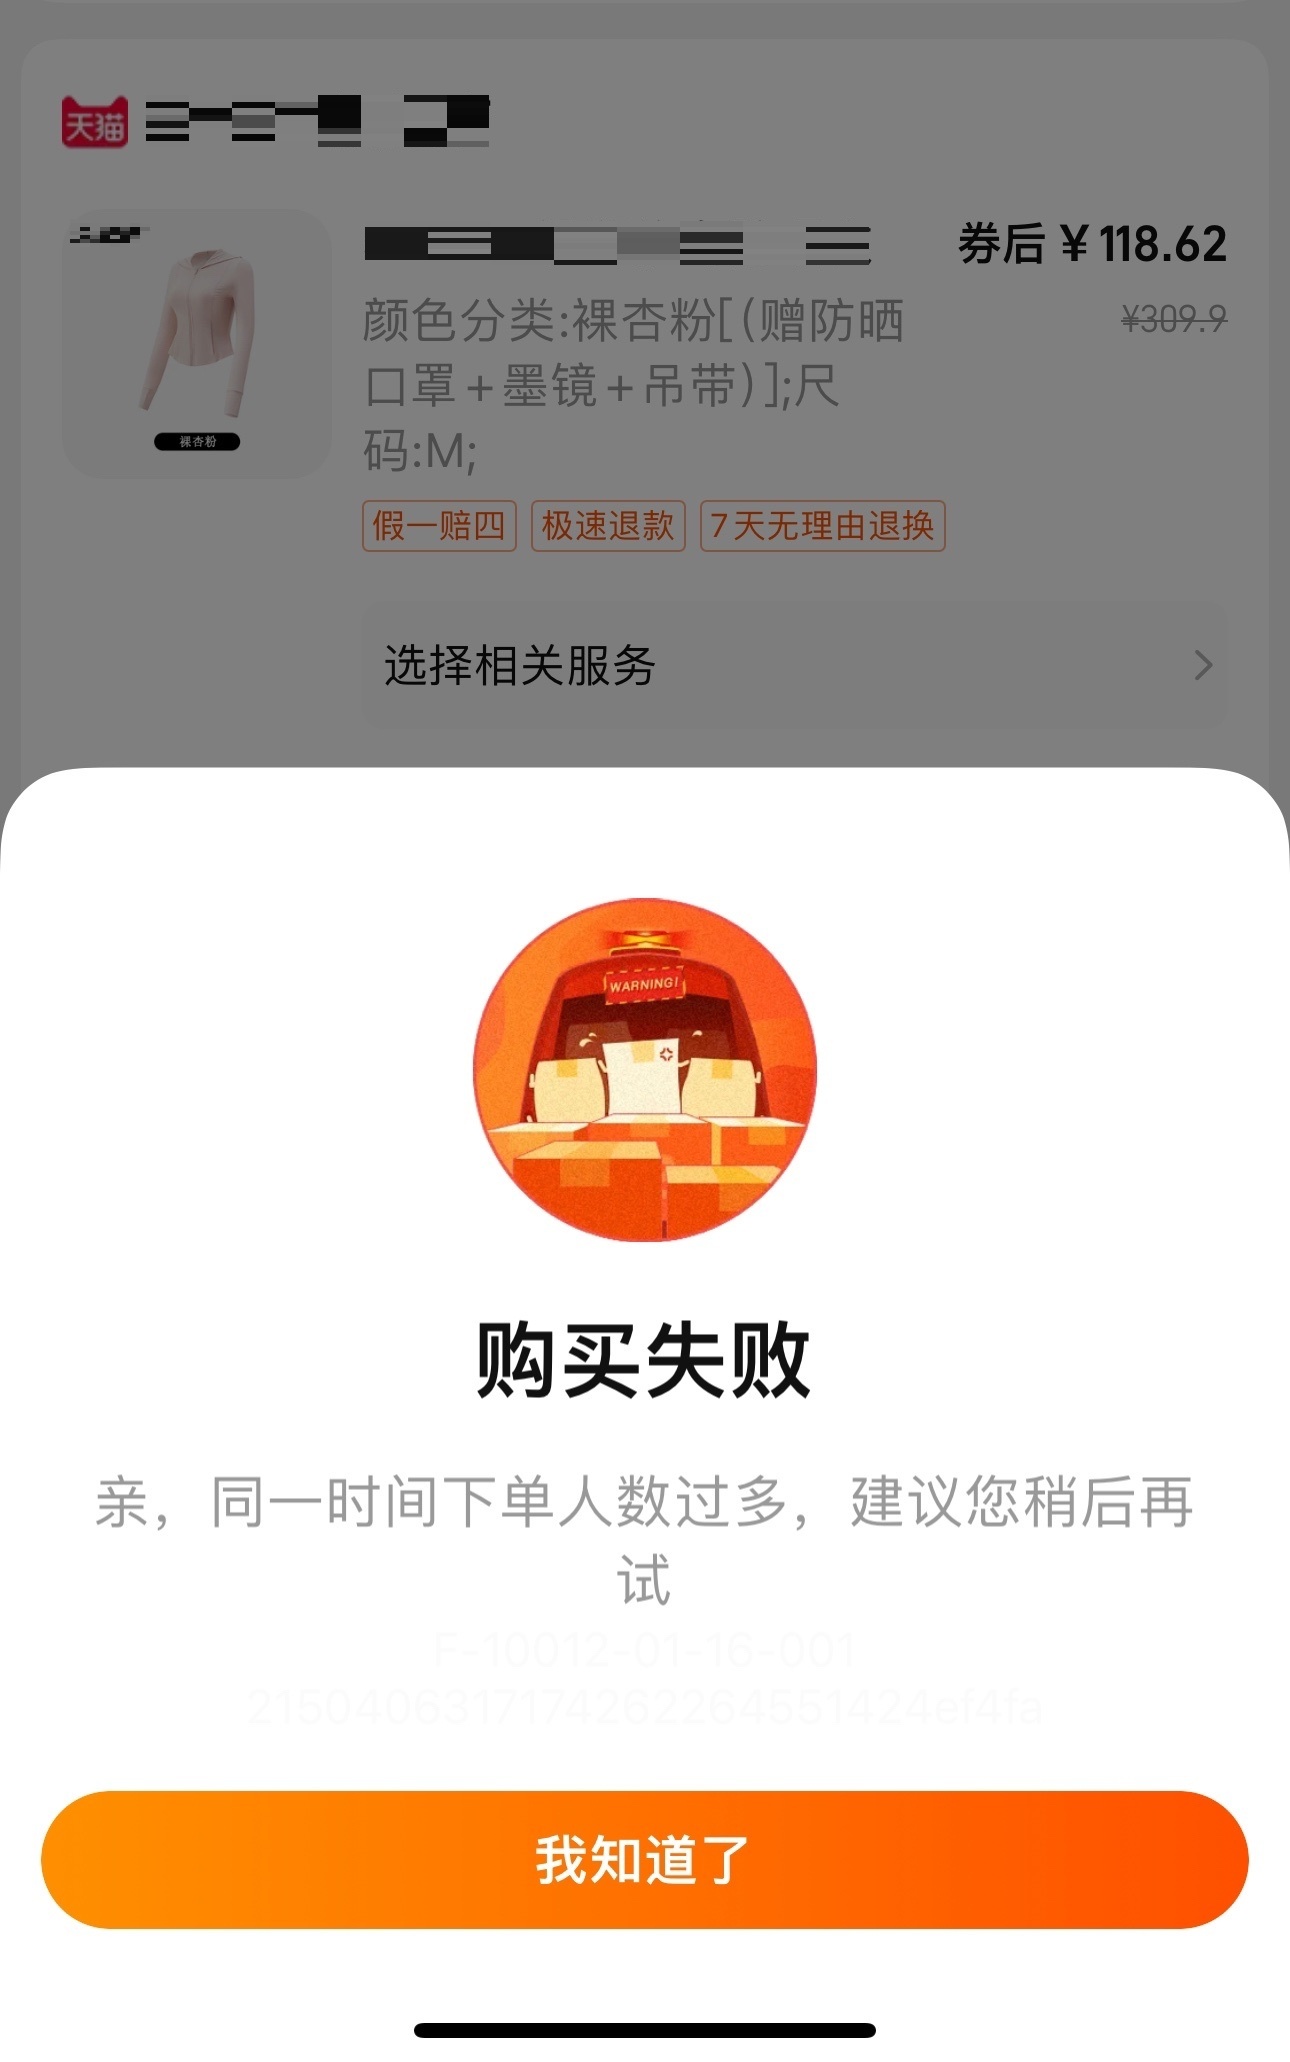 天猫
券后 ¥118.62
¥309.9
颜色分类:裸杏粉[(赠防晒
口罩+墨镜+吊带)];尺
码:M;
裸杏粉
假一赔四 极速退款 7天无理由退换
选择相关服务
WARNING!
购买失败
亲，同一时间下单人数过多，建议您稍后再
试
F-10012-01-16-001
21504063171742622645514​24ef4fa
我知道了